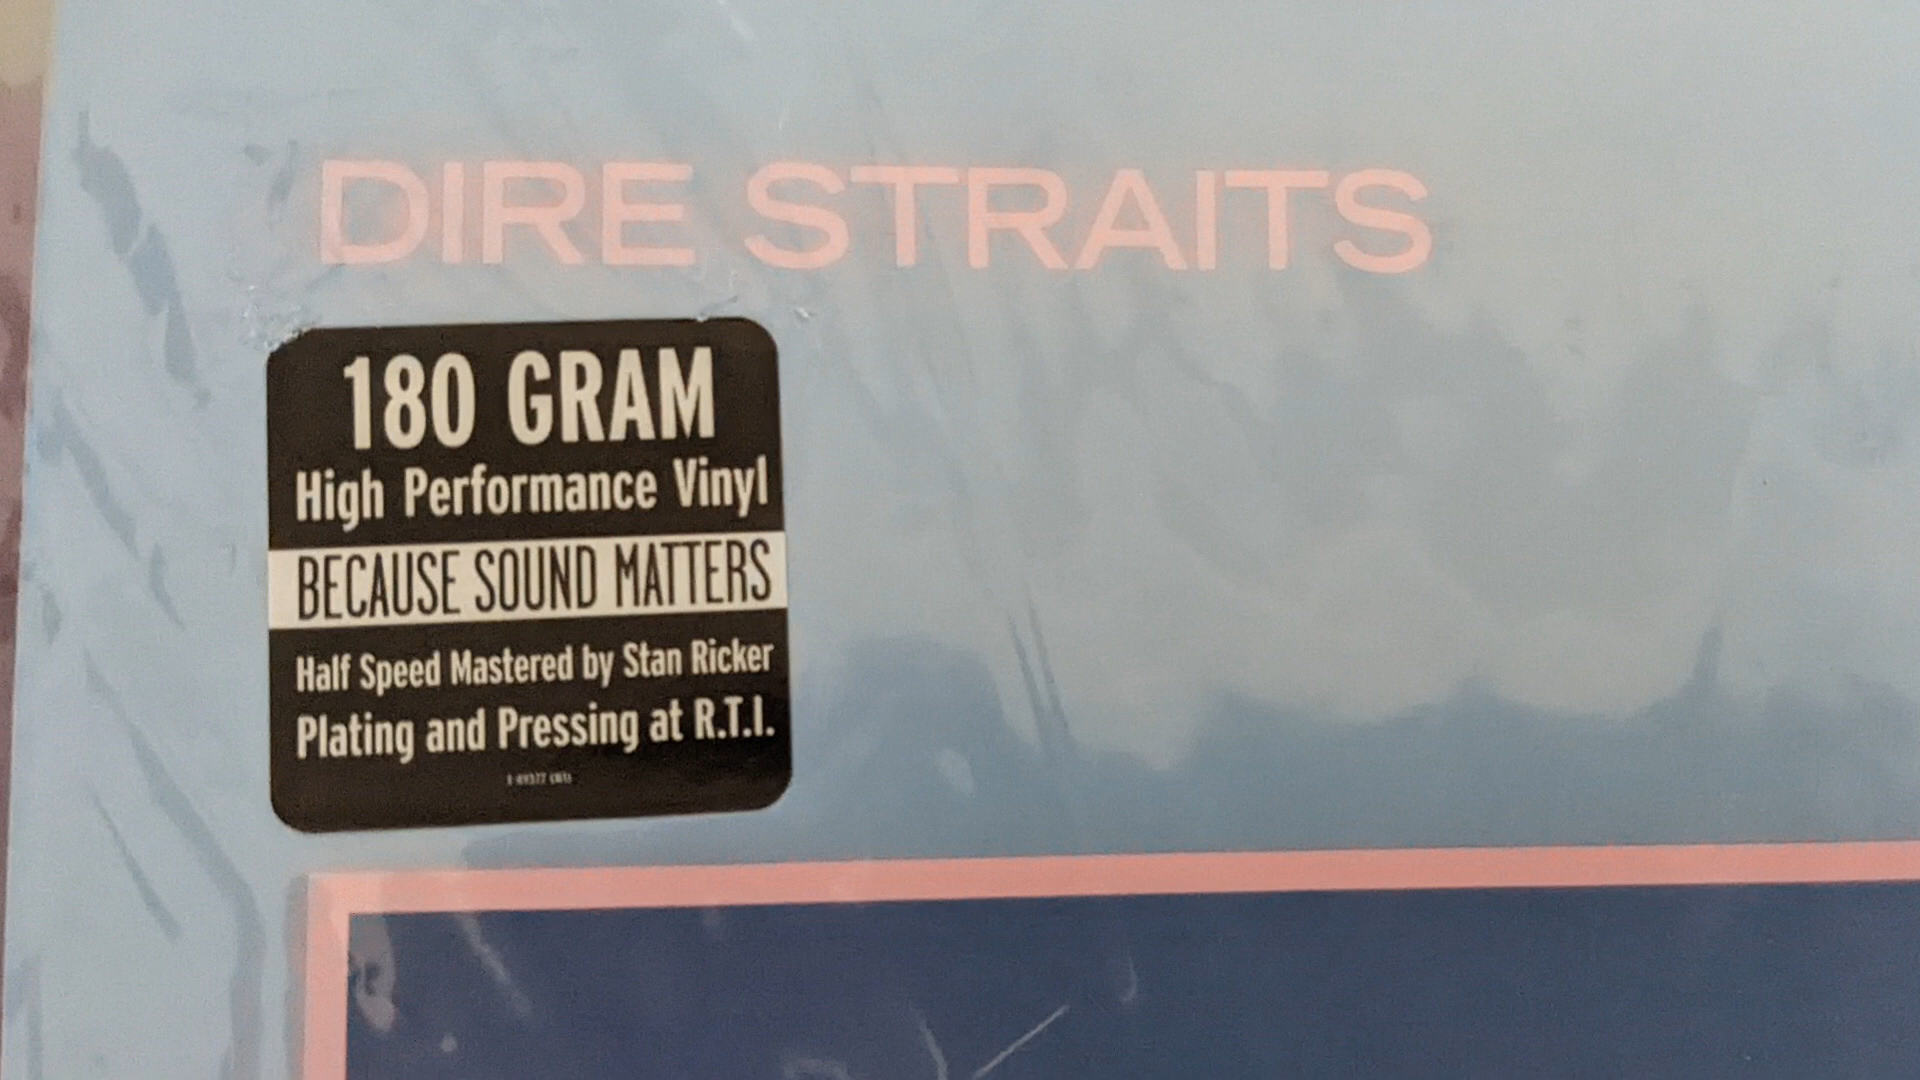 DIRE STRAITS
180 GRAM
High Performance Vinyl
BECAUSE SOUND MATTERS
Half Speed Mastered by Stan Ricker
Plating and Pressing at R.T.I.